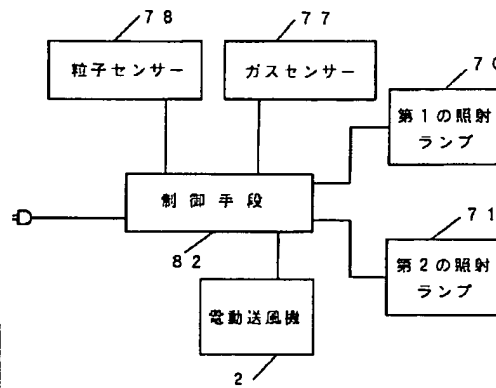 ７８
７７
粒子センサー
ガスセンサー
７０
第１の照射
ランプ
制御手段
７１
８２
第２の照射
ランプ
電動送風機
２